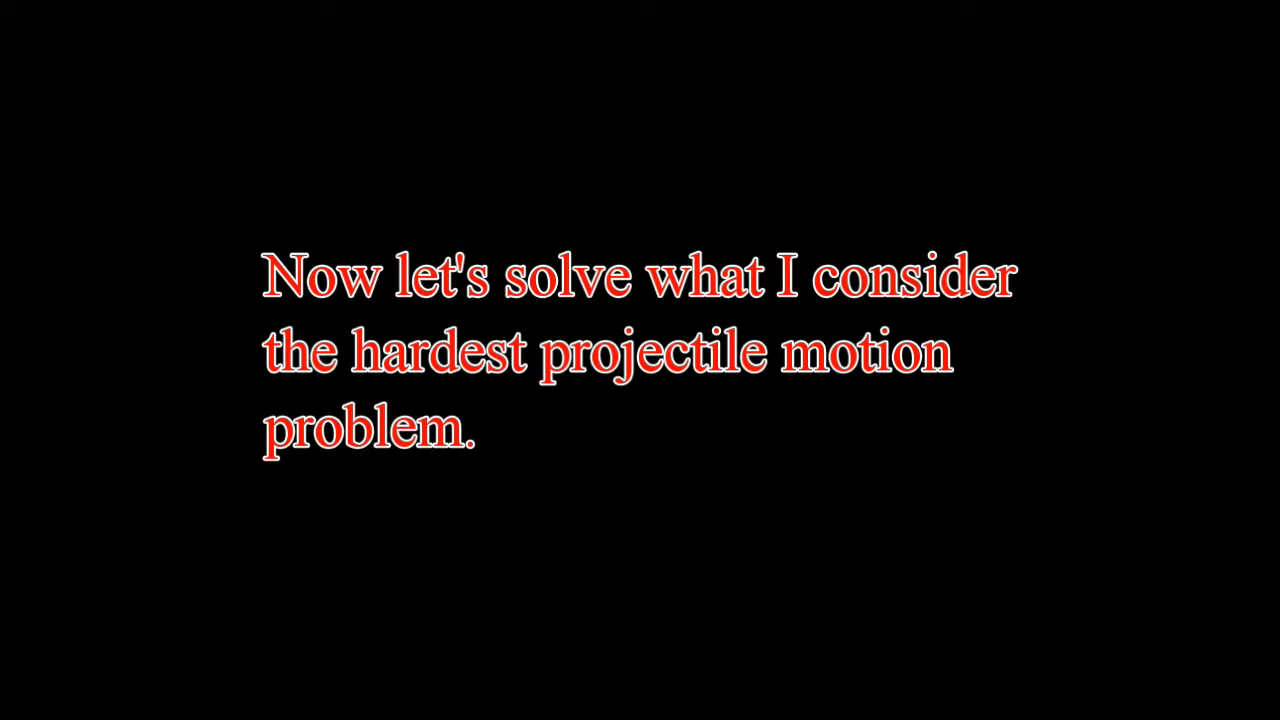 Now let's solve what I consider
the hardest projectile motion
problem.